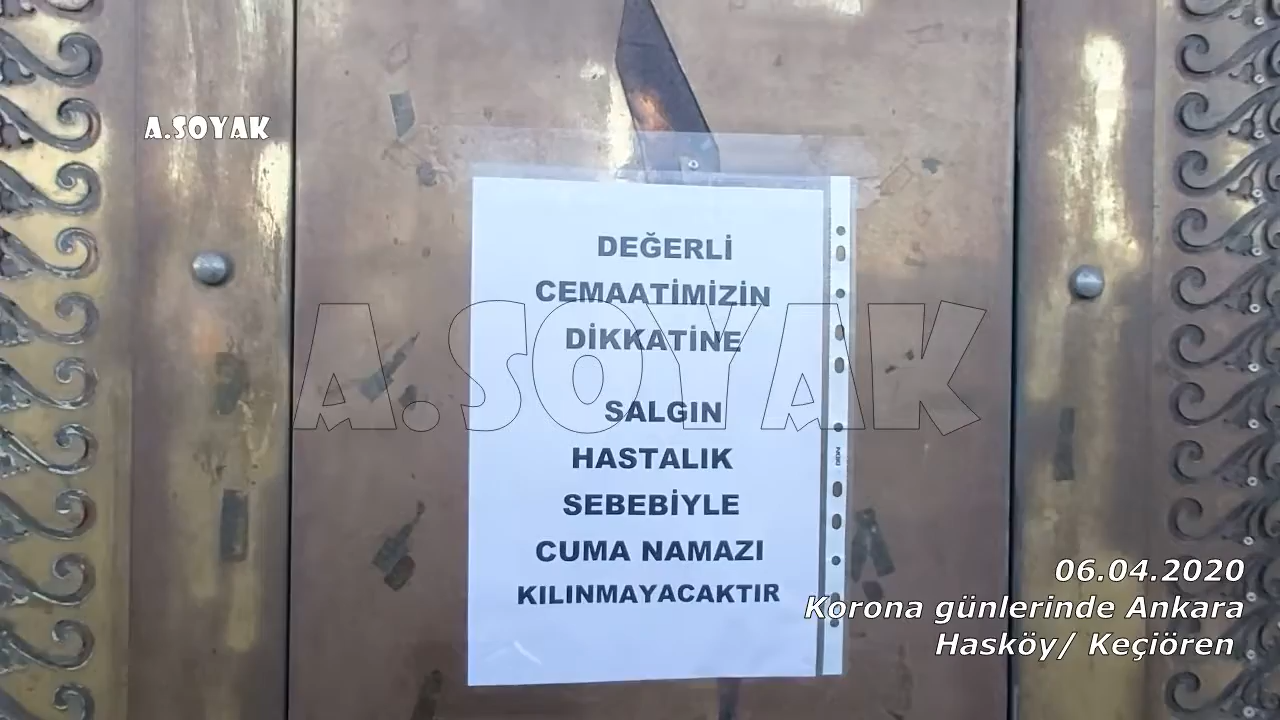 A.SOYAK
DEĞERLİ
CEMAATİMİZİN
DİKKATİNE
A.SOYAK
SALGIN
HASTALIK
SEBEBİYLE
CUMA NAMAZI
KILINMAYACAKTIR
06.04.2020
Korona günlerinde Ankara
Hasköy/ Keçiören